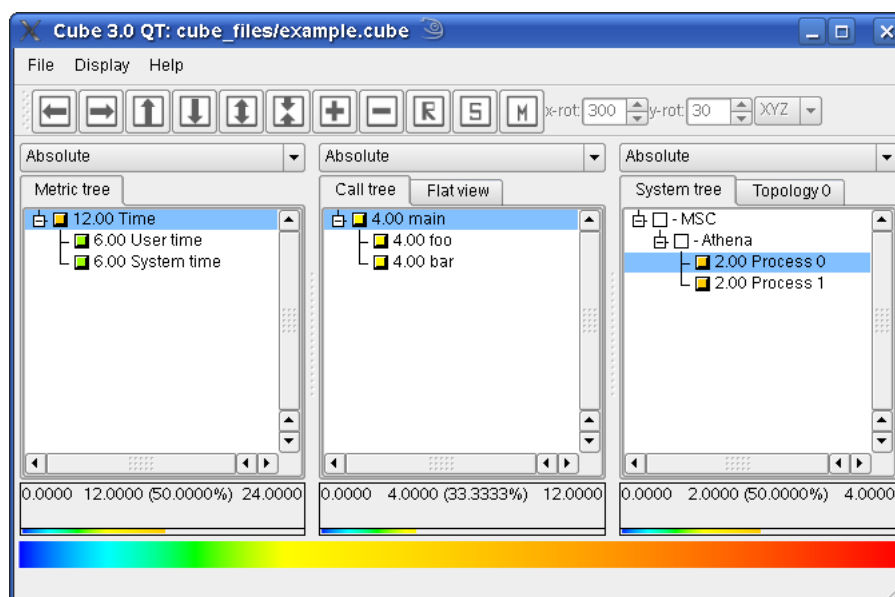 Cube 3.0 QT: cube_files/example.cube
File Display Help
R S M x-rot: 300 y-rot: 30 XYZ
Absolute Absolute Absolute
Metric tree Call tree Flat view System tree Topology 0
12.00 Time 4.00 main - MSC
6.00 User time 4.00 foo - Athena
6.00 System time 4.00 bar 2.00 Process 0
2.00 Process 1
0.0000 12.0000 (50.0000%) 24.0000 0.0000 4.0000 (33.3333%) 12.0000 0.0000 2.0000 (50.0000%) 4.0000